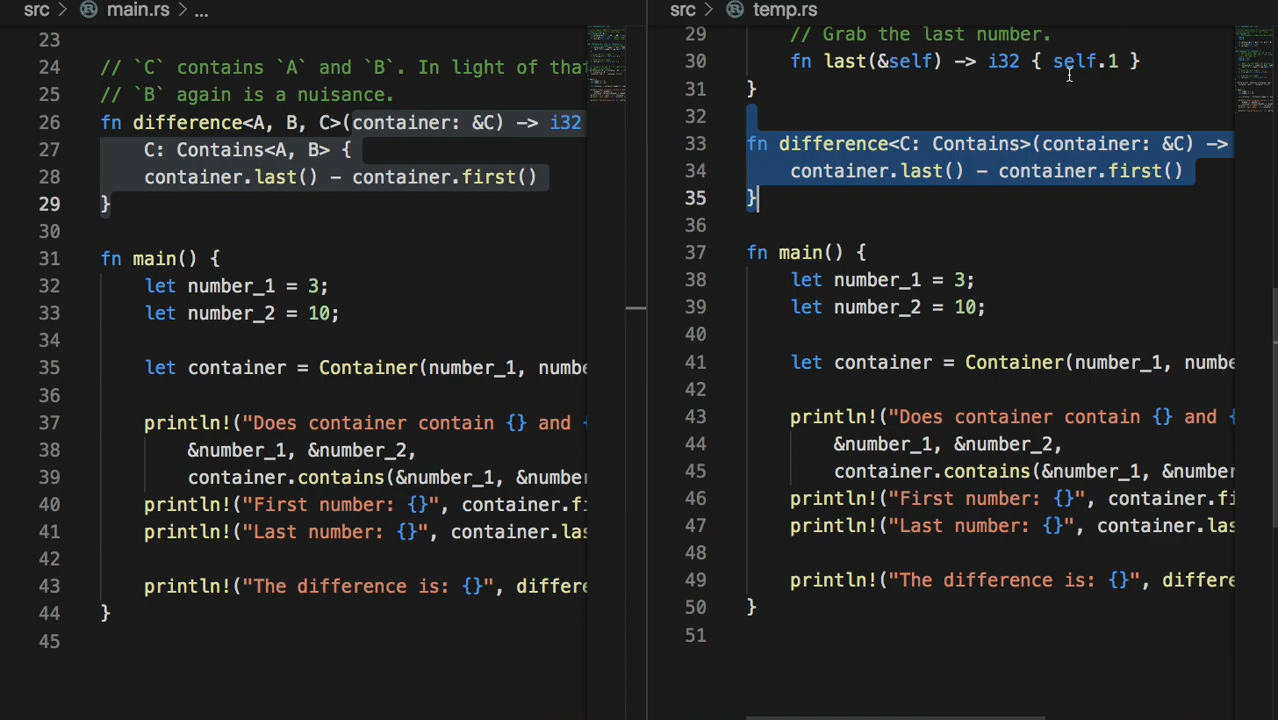 src > main.rs > ...
23
24 // `C` contains `A` and `B`. In light of that
25 // `B` again is a nuisance.
26 fn difference<A, B, C>(container: &C) -> i32
27 C: Contains<A, B> {
28 container.last() - container.first()
29 }
30
31 fn main() {
32 let number_1 = 3;
33 let number_2 = 10;
34
35 let container = Container(number_1, numbe
36
37 println!("Does container contain {} and {
38 &number_1, &number_2,
39 container.contains(&number_1, &numbe
40 println!("First number: {}", container.fi
41 println!("Last number: {}", container.las
42
43 println!("The difference is: {}", differe
44 }
45
src > temp.rs
29 // Grab the last number.
30 fn last(&self) -> i32 { self.1 }
31 }
32
33 fn difference<C: Contains>(container: &C) ->
34 container.last() - container.first()
35 }
36
37 fn main() {
38 let number_1 = 3;
39 let number_2 = 10;
40
41 let container = Container(number_1, numbe
42
43 println!("Does container contain {} and {
44 &number_1, &number_2,
45 container.contains(&number_1, &number
46 println!("First number: {}", container.fi
47 println!("Last number: {}", container.las
48
49 println!("The difference is: {}", differe
50 }
51